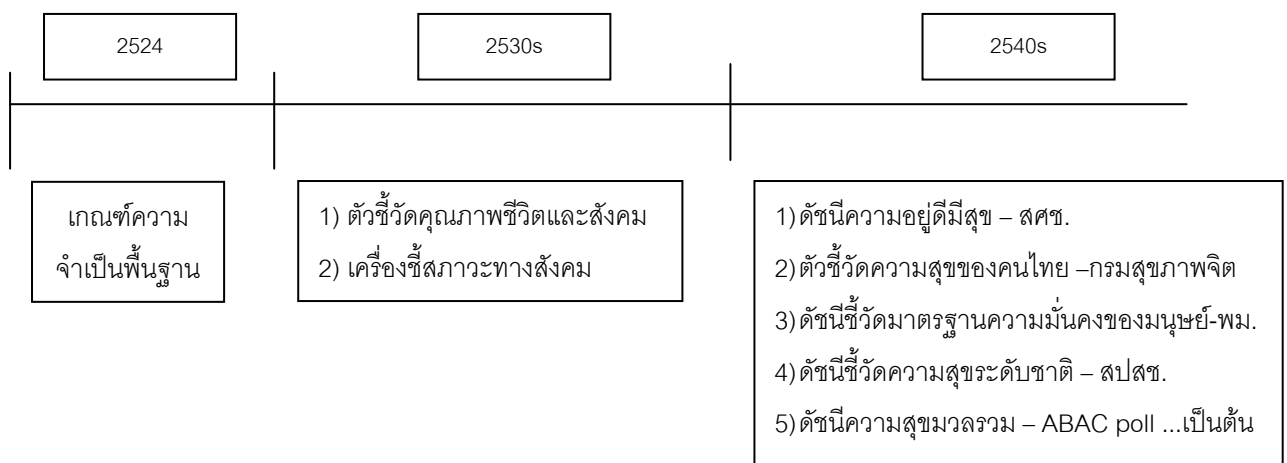 2524
2530s
2540s
เกณฑ์ความ
จำเป็นพื้นฐาน
1) ตัวชี้วัดคุณภาพชีวิตและสังคม
2) เครื่องชี้สภาวะทางสังคม
1)ดัชนีความอยู่ดีมีสุข – สศช.
2)ตัวชี้วัดความสุขของคนไทย –กรมสุขภาพจิต
3)ดัชนีชี้วัดมาตรฐานความมั่นคงของมนุษย์-พม.
4)ดัชนีชี้วัดความสุขระดับชาติ – สปสช.
5)ดัชนีความสุขมวลรวม – ABAC poll ...เป็นต้น